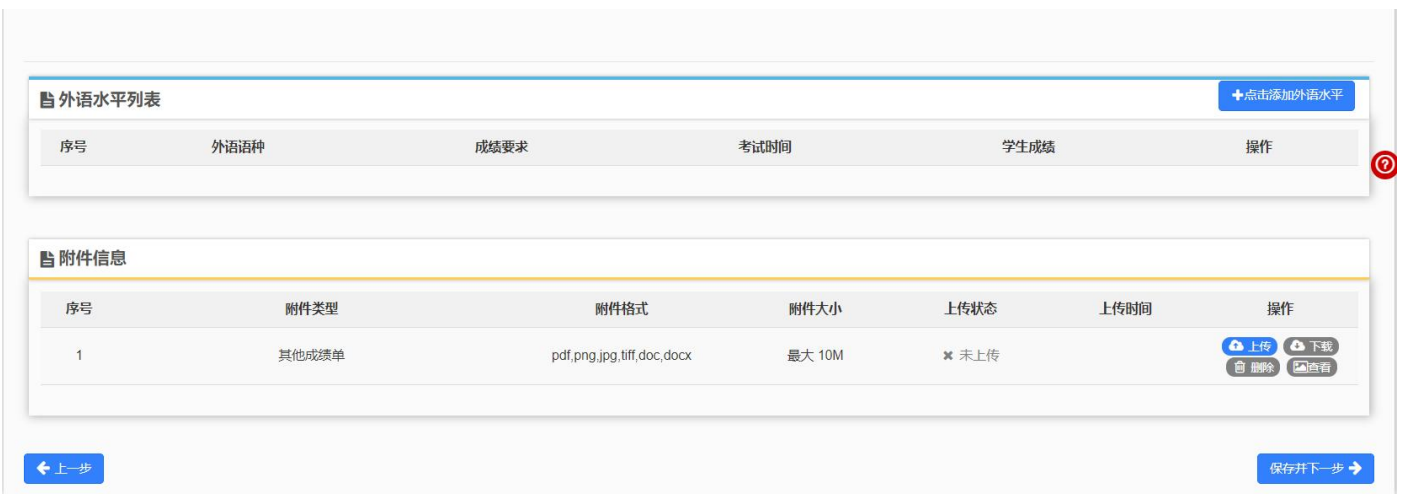 外语水平列表
点击添加外语水平
序号 外语语种 成绩要求 考试时间 学生成绩 操作
附件信息
序号 附件类型 附件格式 附件大小 上传状态 上传时间 操作
1 其他成绩单 pdf,png,jpg,tiff,doc,docx 最大 10M 未上传 上传 下载
删除 查看
上一步 保存并下一步